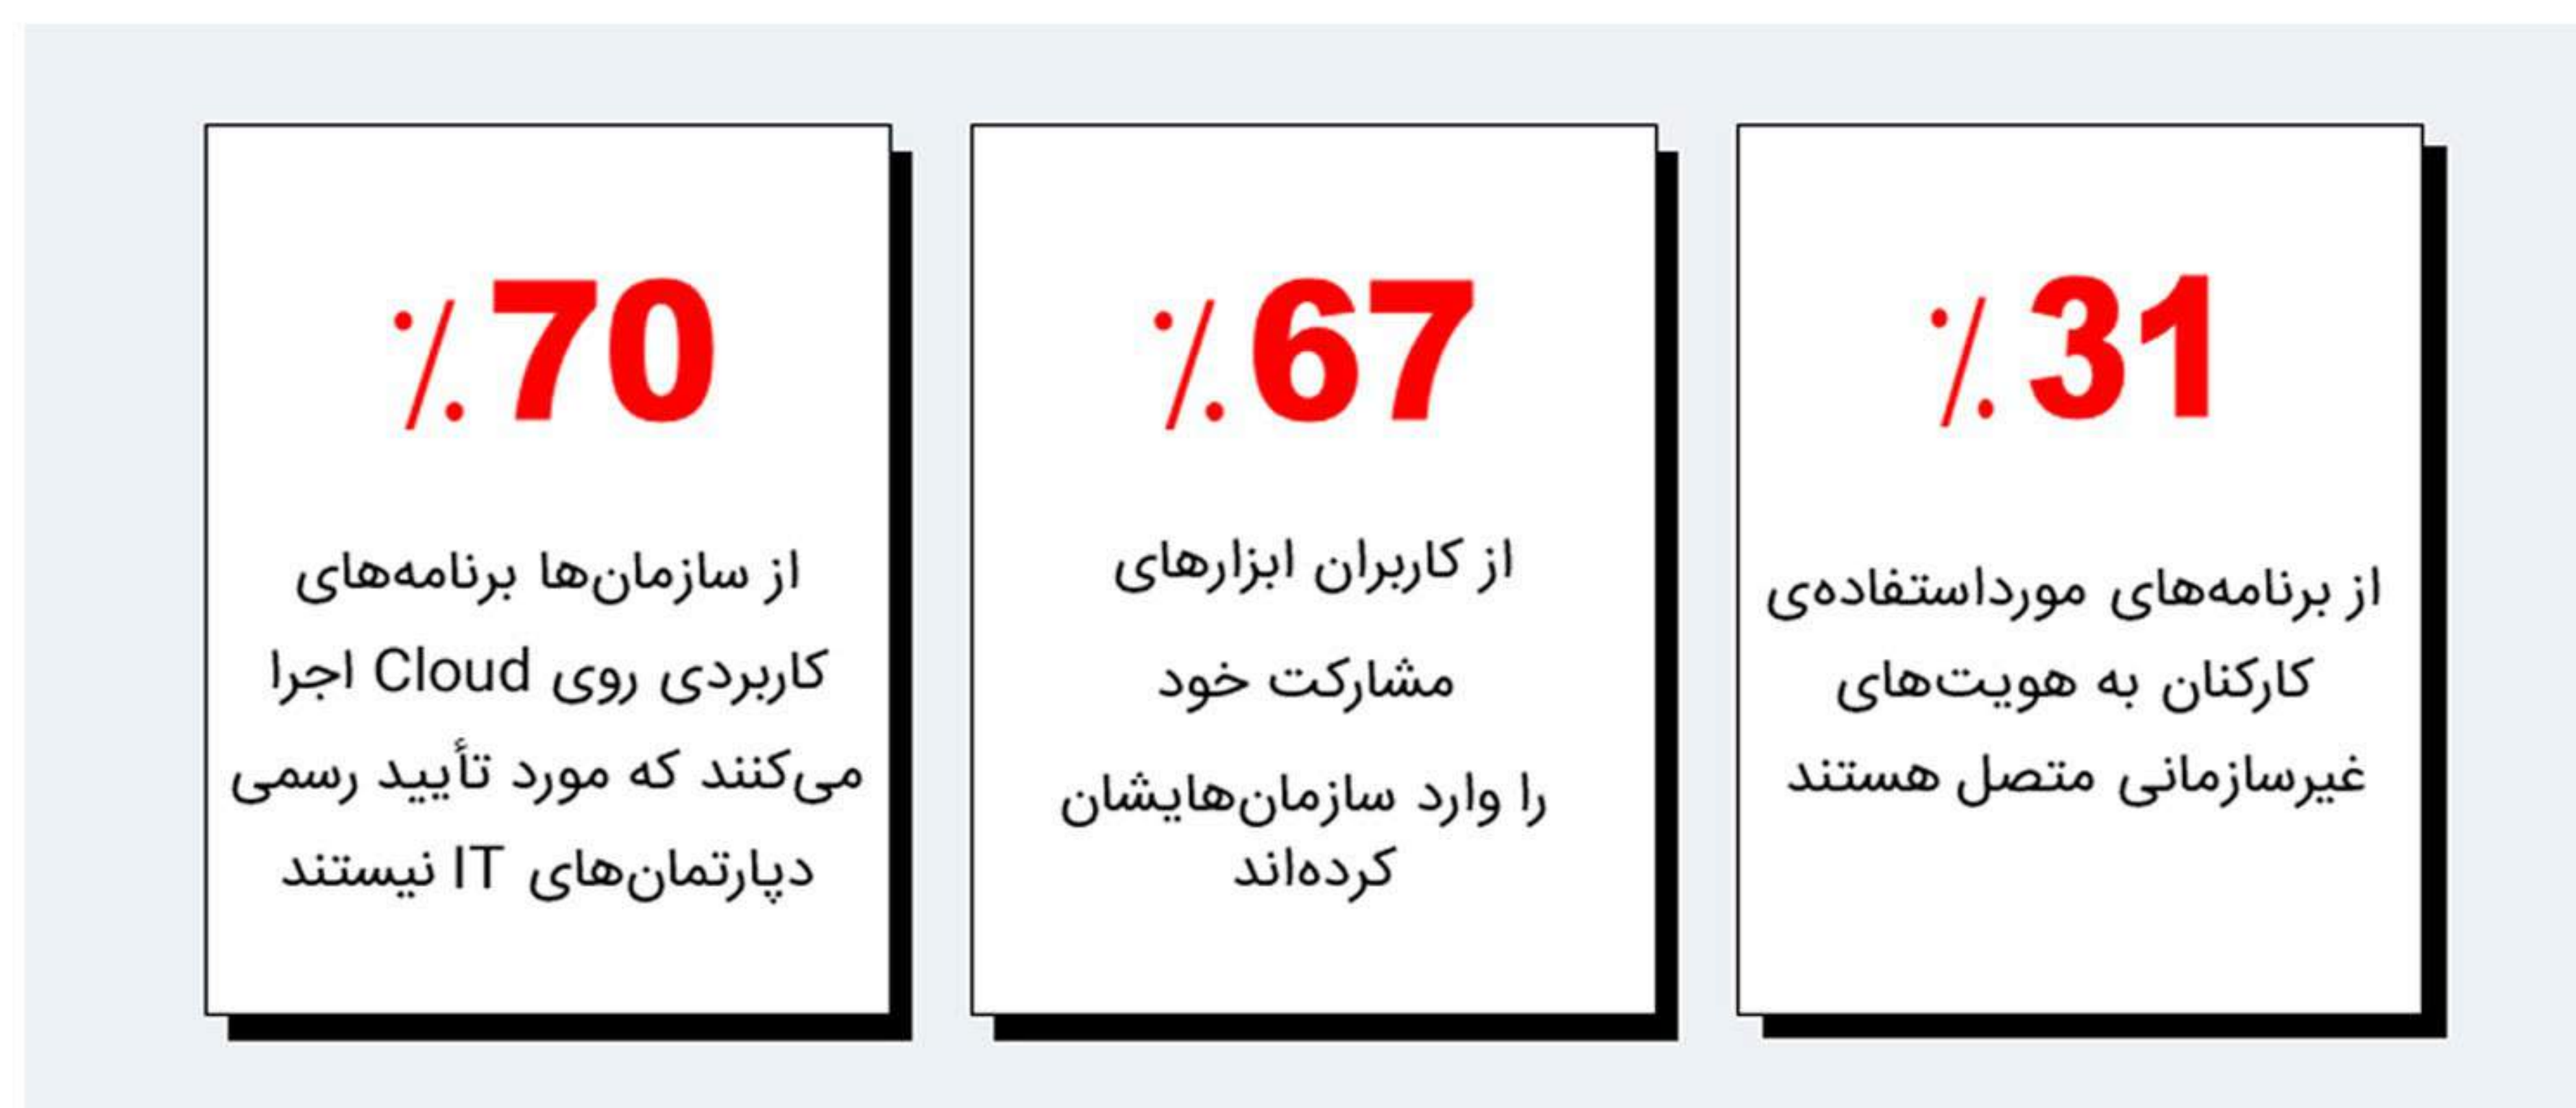 ٪31
از برنامه‌های مورداستفاده‌ی
کارکنان به هویت‌های
غیرسازمانی متصل هستند
٪67
از کاربران ابزارهای
مشارکت خود
را وارد سازمان‌هایشان
کرده‌اند
٪70
از سازمان‌ها برنامه‌های
کاربردی روی Cloud اجرا
می‌کنند که مورد تأیید رسمی
دپارتمان‌های IT نیستند